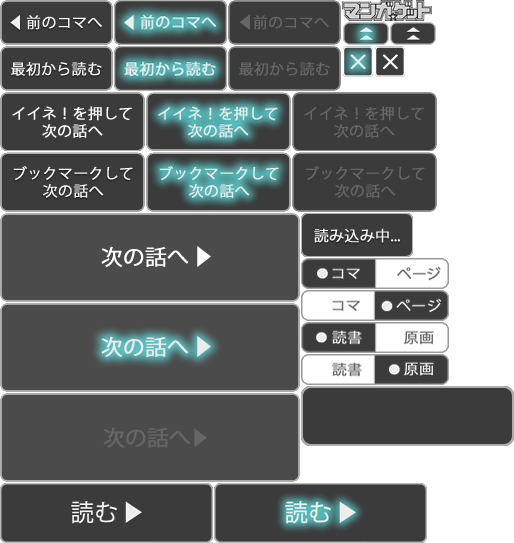 ◀ 前のコマへ
◀ 前のコマへ
◀ 前のコマへ
マンガゲット
最初から読む
最初から読む
最初から読む
イイネ！を押して
次の話へ
イイネ！を押して
次の話へ
イイネ！を押して
次の話へ
ブックマークして
次の話へ
ブックマークして
次の話へ
ブックマークして
次の話へ
次の話へ ▶
読み込み中...
●コマ ページ
コマ ●ページ
●読書 原画
読書 ●原画
次の話へ ▶
次の話へ▶
読む ▶
読む ▶